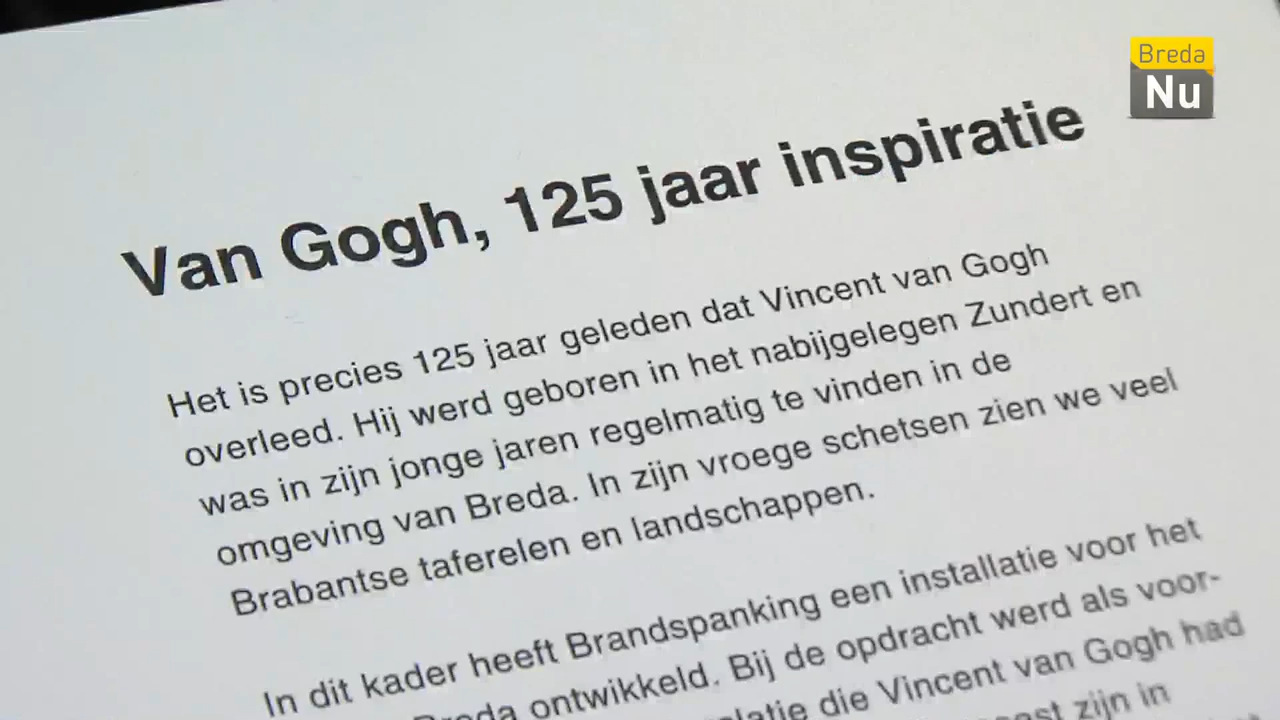 Breda
Nu
Van Gogh, 125 jaar inspiratie
Het is precies 125 jaar geleden dat Vincent van Gogh
overleed. Hij werd geboren in het nabijgelegen Zundert en
was in zijn jonge jaren regelmatig te vinden in de
omgeving van Breda. In zijn vroege schetsen zien we veel
Brabantse taferelen en landschappen.
In dit kader heeft Brandspanking een installatie voor het
Breda ontwikkeld. Bij de opdracht werd als voor-
die Vincent van Gogh had
zijn in